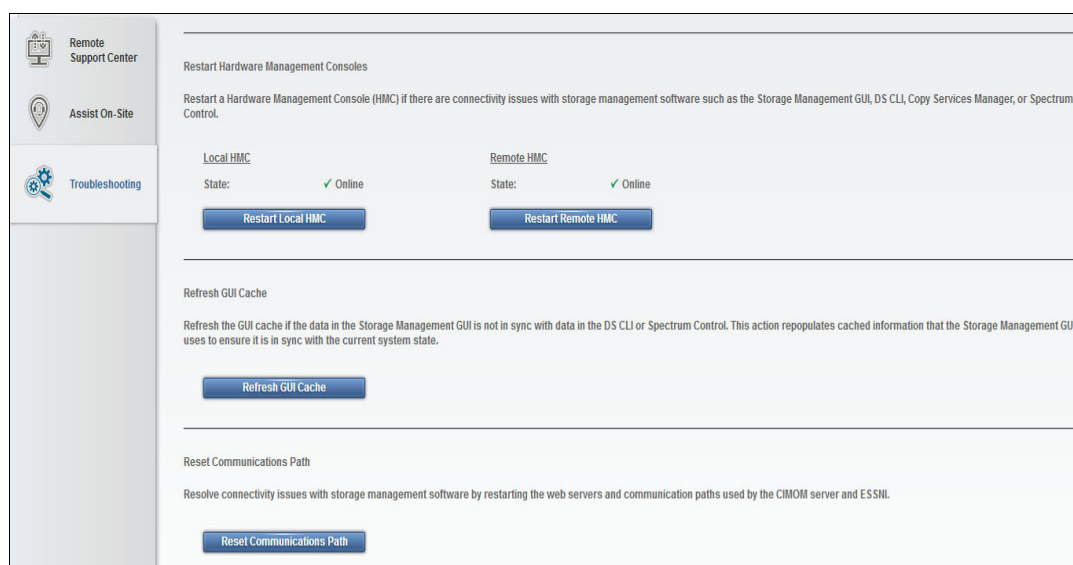 Remote
Support Center
Assist On-Site
Troubleshooting
Restart Hardware Management Consoles
Restart a Hardware Management Console (HMC) if there are connectivity issues with storage management software such as the Storage Management GUI, DS CLI, Copy Services Manager, or Spectrum
Control.
Local HMC
Remote HMC
State:
✓ Online
State:
✓ Online
Restart Local HMC
Restart Remote HMC
Refresh GUI Cache
Refresh the GUI cache if the data in the Storage Management GUI is not in sync with data in the DS CLI or Spectrum Control. This action repopulates cached information that the Storage Management GU
uses to ensure it is in sync with the current system state.
Refresh GUI Cache
Reset Communications Path
Resolve connectivity issues with storage management software by restarting the web servers and communication paths used by the CIMOM server and ESSNI.
Reset Communications Path